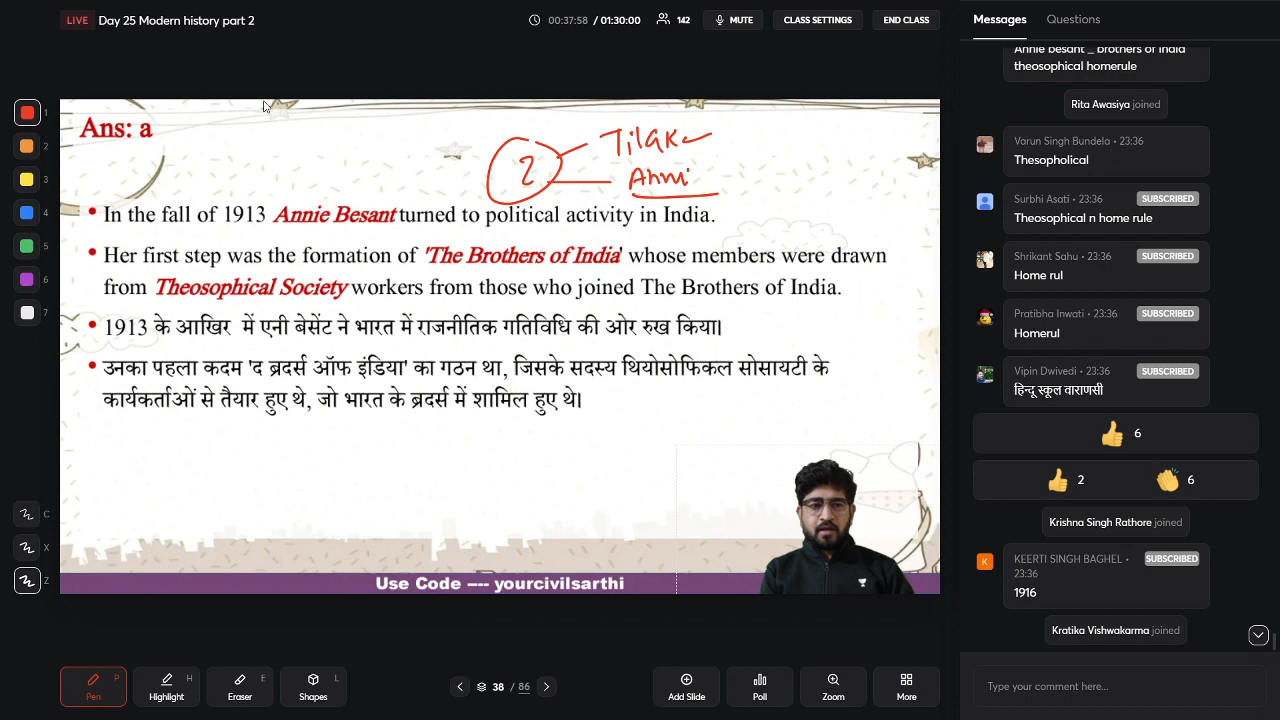 LIVE Day 25 Modern history part 2
00:37:58 / 01:30:00 142 MUTE CLASS SETTINGS END CLASS
1
2
3
4
5
6
7
C
X
Z
Ans: a
2 Tilak
Anni
• In the fall of 1913 Annie Besant turned to political activity in India.
• Her first step was the formation of 'The Brothers of India' whose members were drawn
from Theosophical Society workers from those who joined The Brothers of India.
• 1913 के आखिर में एनी बेसेंट ने भारत में राजनीतिक गतिविधि की ओर रुख किया।
• उनका पहला कदम 'द ब्रदर्स ऑफ इंडिया' का गठन था, जिसके सदस्य थियोसोफिकल सोसायटी के
कार्यकर्ताओं से तैयार हुए थे, जो भारत के ब्रदर्स में शामिल हुए थे।
Use Code ---- yourcivilsarthi
P
Pen
H
Highlight
E
Eraser
L
Shapes
38 / 86
Add Slide
Poll
Zoom
More
Messages Questions
Annie besant _ brothers of india
theosophical homerule
Rita Awasiya joined
Varun Singh Bundela • 23:36
Thesopholical
Surbhi Asati • 23:36 SUBSCRIBED
Theosophical n home rule
Shrikant Sahu • 23:36 SUBSCRIBED
Home rul
Pratibha Inwati • 23:36 SUBSCRIBED
Homerul
Vipin Dwivedi • 23:36 SUBSCRIBED
हिन्दू स्कूल वाराणसी
6
2 6
Krishna Singh Rathore joined
KEERTI SINGH BAGHEL • SUBSCRIBED
23:36
1916
Kratika Vishwakarma joined
Type your comment here...